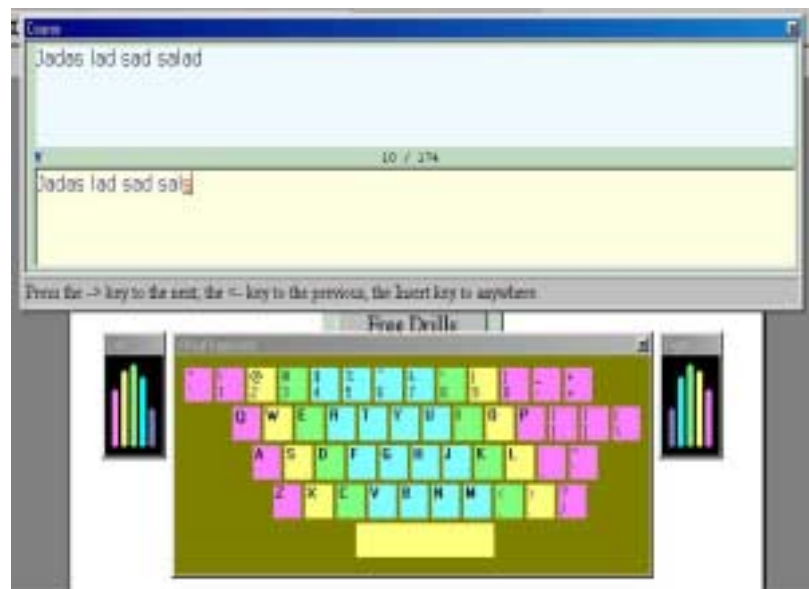 Course
Jadas lad sad salad
10 / 174
Jadas lad sad sals
Press the --> key to the next, the <-- key to the previous, the Insert key to anywhere
Free Drills
Q W E R T Y U I O P
A S D F G H J K L
Z X C V B N M